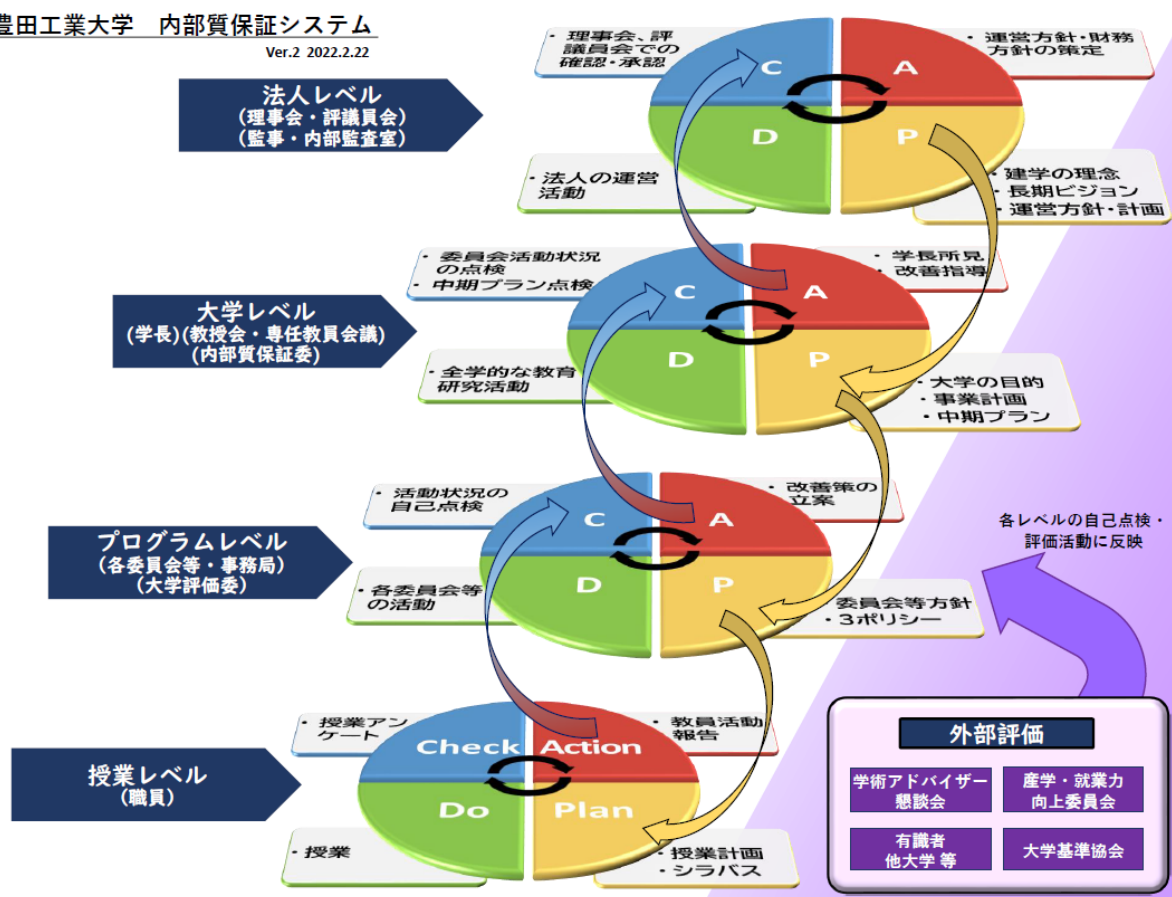 豊田工業大学　内部質保証システム
Ver.2 2022.2.22
法人レベル
(理事会・評議員会)
(監事・内部監査室)
・理事会、評
議員会での
確認・承認
・運営方針・財務
方針の策定
C
A
D
P
・法人の運営
活動
・建学の理念
・長期ビジョン
・運営方針・計画
大学レベル
(学長)(教授会・専任教員会議)
(内部質保証委)
・委員会活動状況
の点検
・中期プラン点検
・学長所見
・改善指導
C
A
D
P
・全学的な教育
研究活動
・大学の目的
・事業計画
・中期プラン
プログラムレベル
(各委員会等・事務局)
(大学評価委)
・活動状況の
自己点検
・改善策の
立案
C
A
D
P
・各委員会等
の活動
委員会等方針
・3ポリシー
授業レベル
(職員)
・授業アン
ケート
・教員活動
報告
Check
Action
Do
Plan
・授業
・授業計画
・シラバス
各レベルの自己点検・
評価活動に反映
外部評価
学術アドバイザー
懇談会
産学・就業力
向上委員会
有識者
他大学 等
大学基準協会